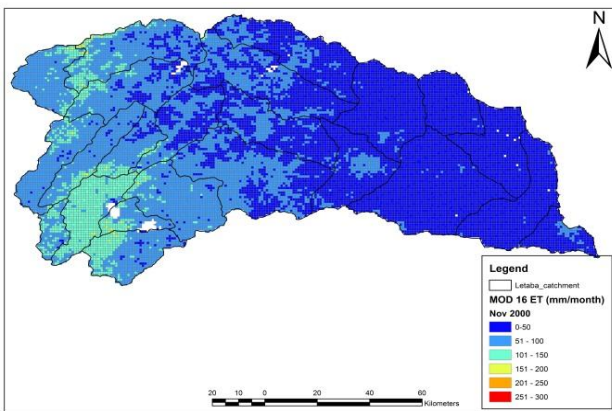 N
Legend
Letaba_catchment
MOD 16 ET (mm/month)
Nov 2000
0-50
51 - 100
101 - 150
151 - 200
201 - 250
251 - 300
20 10 0 20 40 60
Kilometers